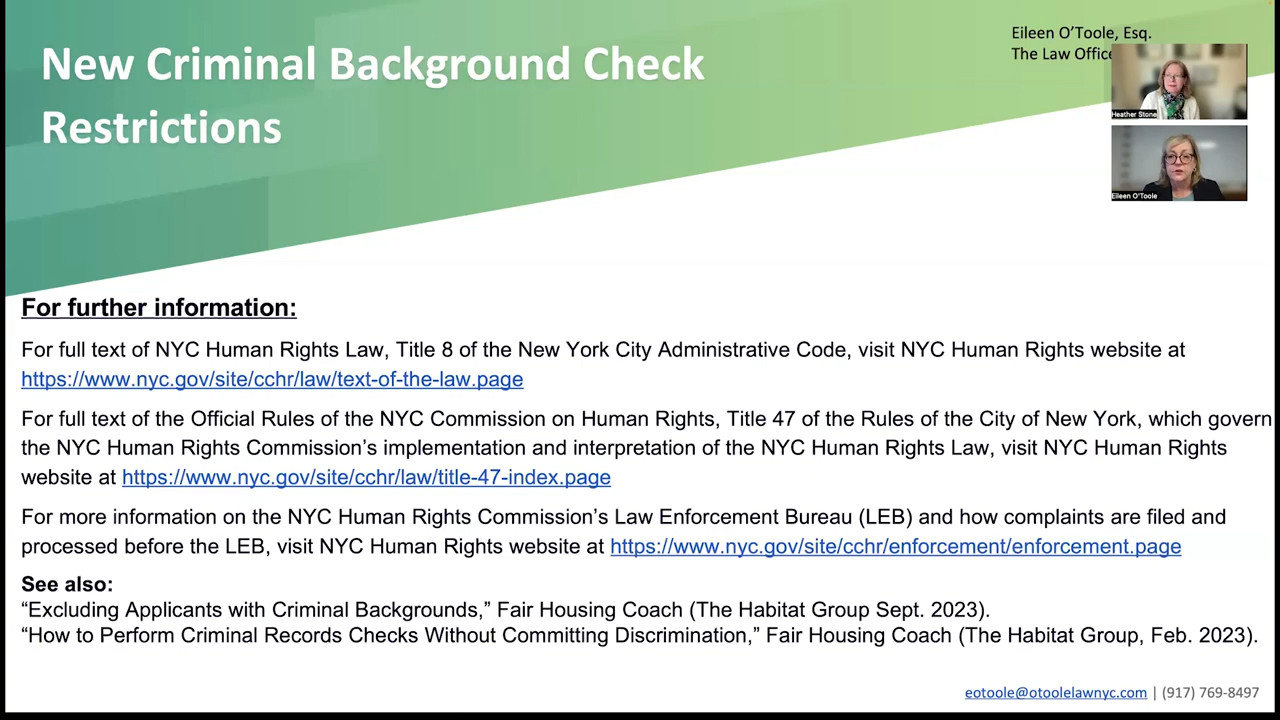 New Criminal Background Check
Restrictions
Eileen O’Toole, Esq.
The Law Office
Heather Stone
Eileen O'Toole
For further information:
For full text of NYC Human Rights Law, Title 8 of the New York City Administrative Code, visit NYC Human Rights website at
https://www.nyc.gov/site/cchr/law/text-of-the-law.page
For full text of the Official Rules of the NYC Commission on Human Rights, Title 47 of the Rules of the City of New York, which govern
the NYC Human Rights Commission’s implementation and interpretation of the NYC Human Rights Law, visit NYC Human Rights
website at https://www.nyc.gov/site/cchr/law/title-47-index.page
For more information on the NYC Human Rights Commission’s Law Enforcement Bureau (LEB) and how complaints are filed and
processed before the LEB, visit NYC Human Rights website at https://www.nyc.gov/site/cchr/enforcement/enforcement.page
See also:
“Excluding Applicants with Criminal Backgrounds,” Fair Housing Coach (The Habitat Group Sept. 2023).
“How to Perform Criminal Records Checks Without Committing Discrimination,” Fair Housing Coach (The Habitat Group, Feb. 2023).
eotoole@otoolelawnyc.com | (917) 769-8497